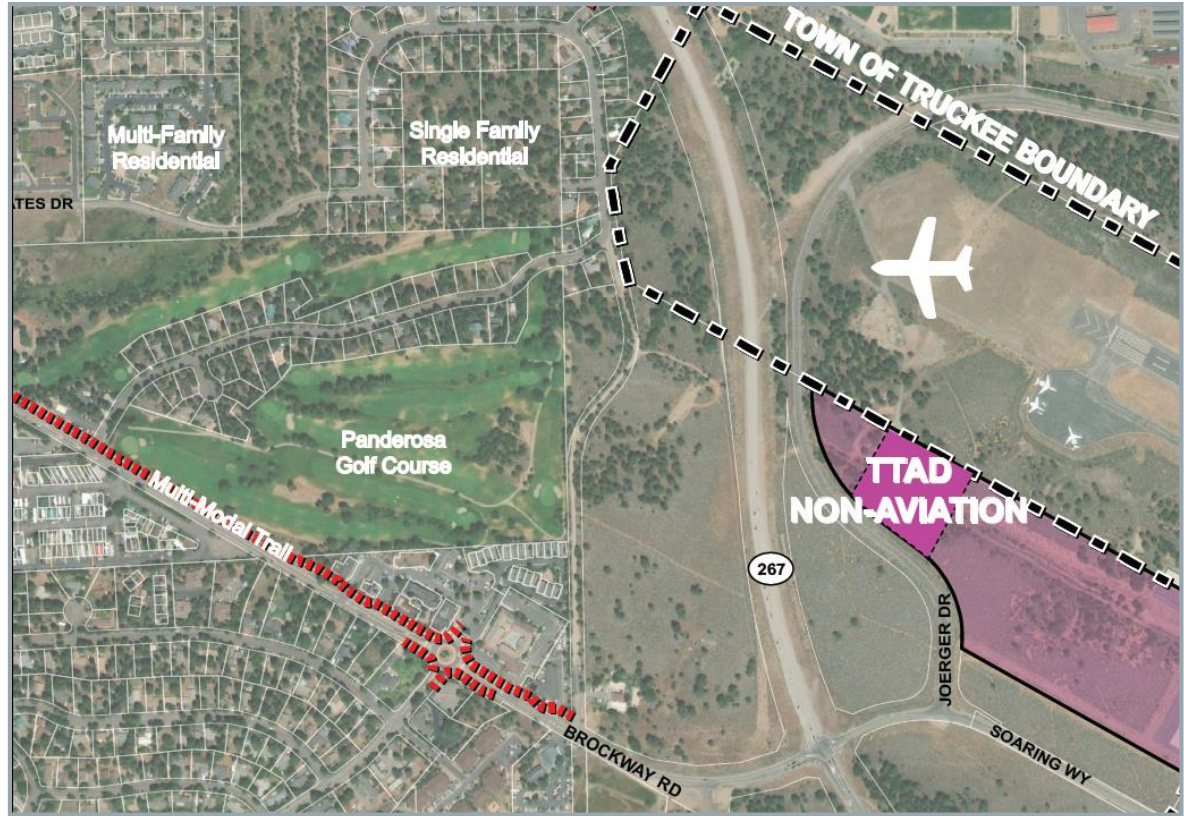 TOWN OF TRUCKEE BOUNDARY
Multi-Family
Residential
Single Family
Residential
ATES DR
Panderosa
Golf Course
Multi-Modal Trail
TTAD
NON-AVIATION
267
JOERGER DR
BROCKWAY RD
SOARING WY